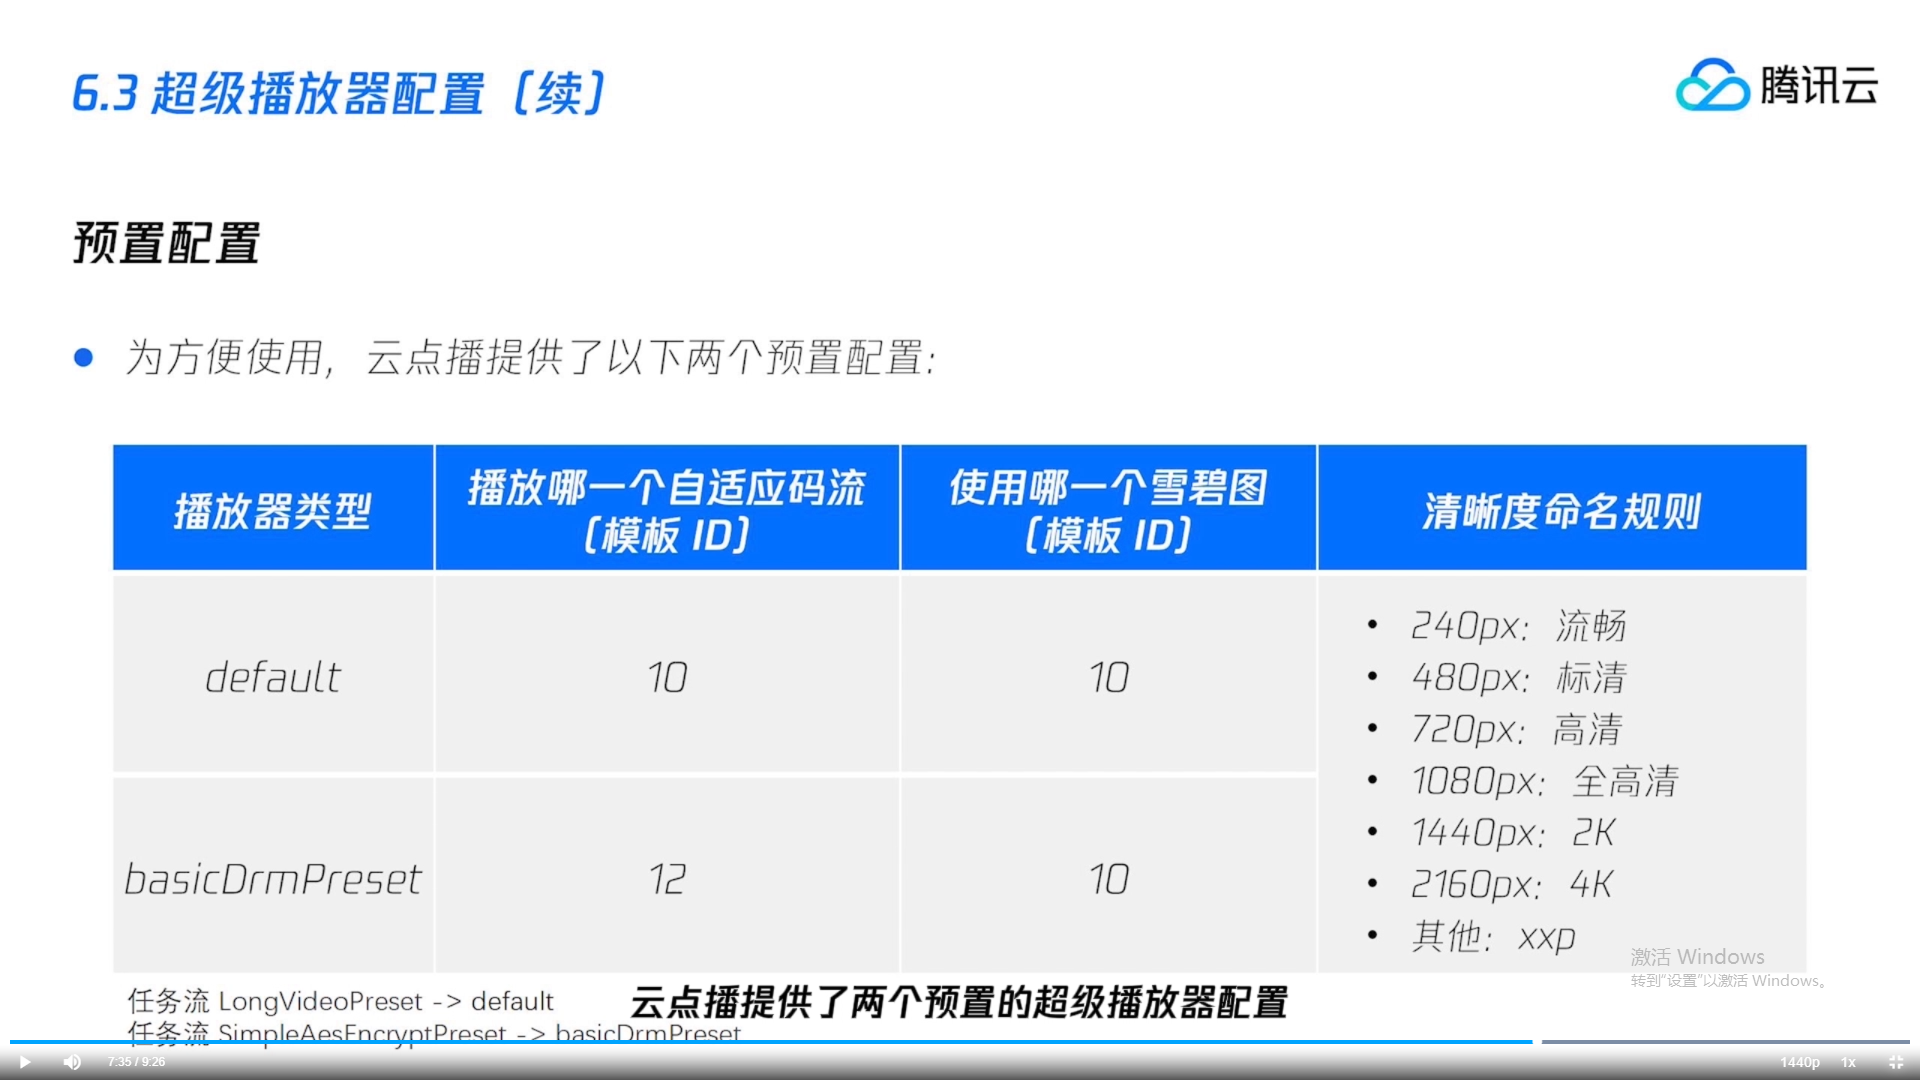 6.3 超级播放器配置（续）
腾讯云
预置配置
为方便使用，云点播提供了以下两个预置配置：
播放器类型
播放哪一个自适应码流
（模板 ID）
使用哪一个雪碧图
（模板 ID）
清晰度命名规则
default
10
10
• 240px：流畅
• 480px：标清
• 720px：高清
• 1080px：全高清
• 1440px：2K
• 2160px：4K
• 其他：xxp
basicDrmPreset
12
10
激活 Windows
转到“设置”以激活 Windows。
任务流 LongVideoPreset -> default
云点播提供了两个预置的超级播放器配置
任务流 SimpleAesEncryptPreset -> basicDrmPreset
7:35 / 9:26
1440p
1x